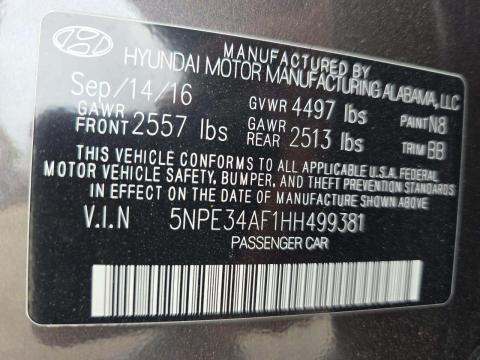 MANUFACTURED BY
HYUNDAI MOTOR MANUFACTURING ALABAMA, LLC
Sep/14/16 GVWR 4497 lbs PAINT N8
GAWR FRONT 2557 lbs GAWR REAR 2513 lbs TRIM BB
THIS VEHICLE CONFORMS TO ALL APPLICABLE U.S.A. FEDERAL
MOTOR VEHICLE SAFETY, BUMPER, AND THEFT PREVENTION STANDARDS
IN EFFECT ON THE DATE OF MANUFACTURE SHOWN ABOVE.
V.I.N 5NPE34AF1HH499381
PASSENGER CAR